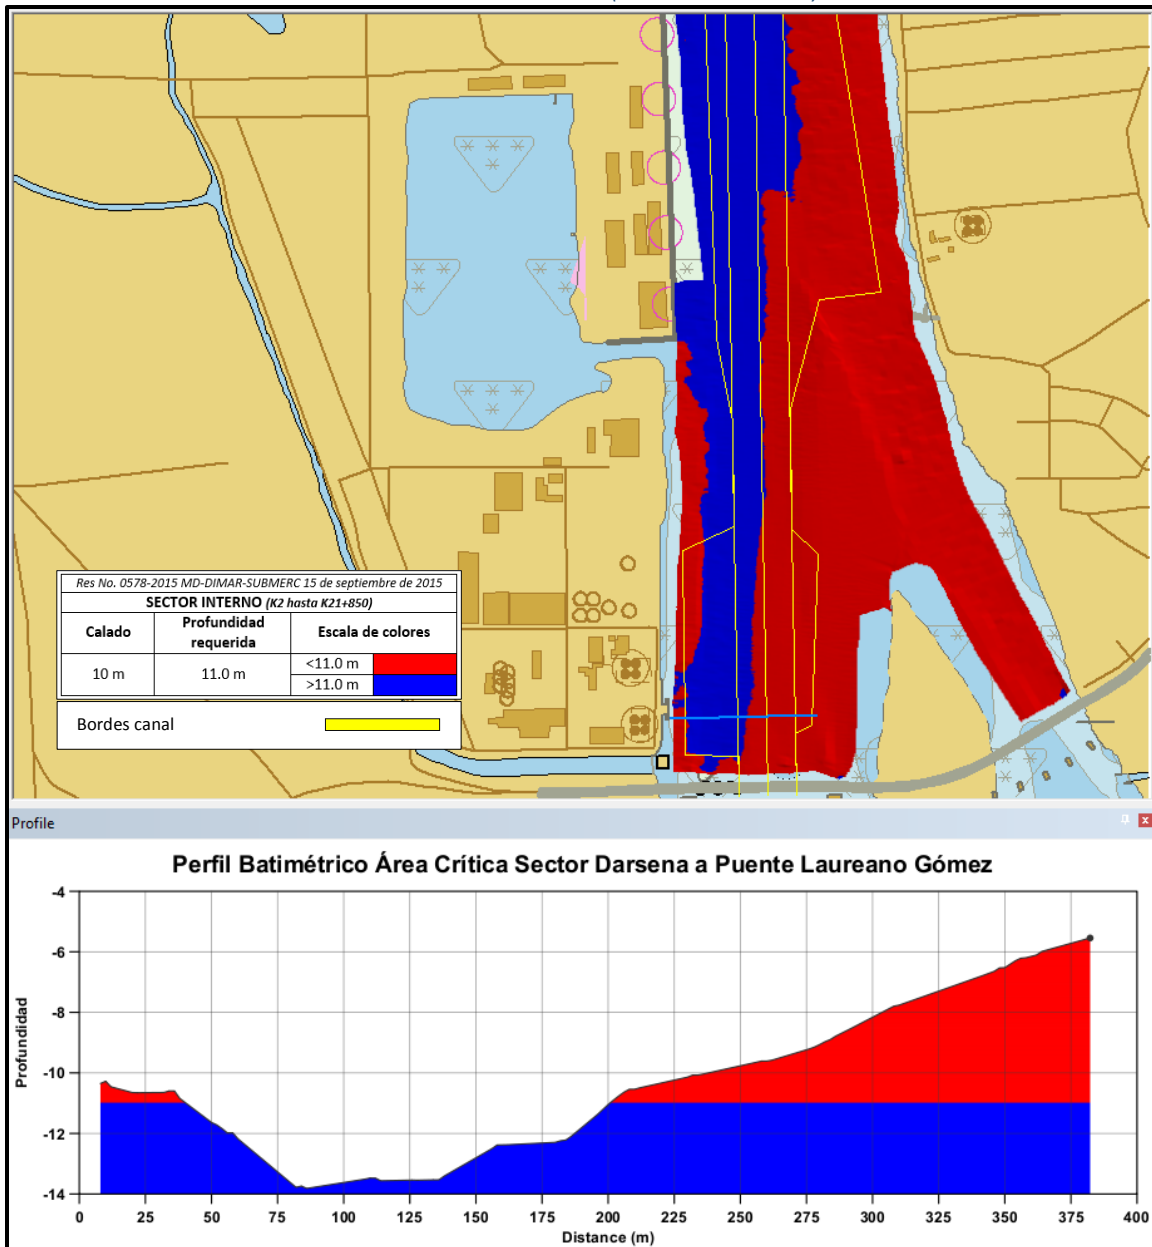 Res No. 0578-2015 MD-DIMAR-SUBMERC 15 de septiembre de 2015
SECTOR INTERNO (K2 hasta K21+850)
Calado Profundidad requerida Escala de colores
10 m 11.0 m <11.0 m
>11.0 m
Bordes canal
Profile
Perfil Batimétrico Área Crítica Sector Darsena a Puente Laureano Gómez
Profundidad
-4
-6
-8
-10
-12
-14
0 25 50 75 100 125 150 175 200 225 250 275 300 325 350 375 400
Distance (m)